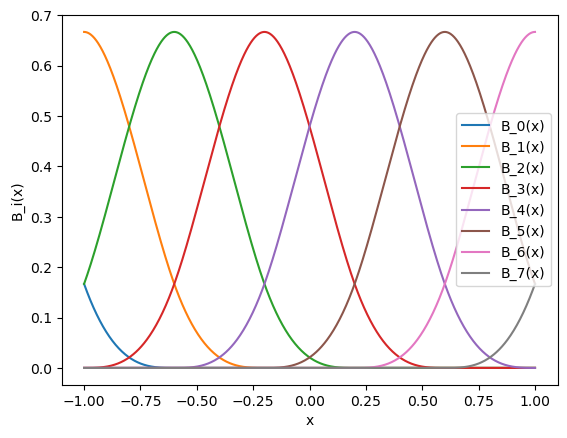 0.7
0.6
0.5
0.4
0.3
0.2
0.1
0.0
B_i(x)
B_0(x)
B_1(x)
B_2(x)
B_3(x)
B_4(x)
B_5(x)
B_6(x)
B_7(x)
−1.00 −0.75 −0.50 −0.25 0.00 0.25 0.50 0.75 1.00
x